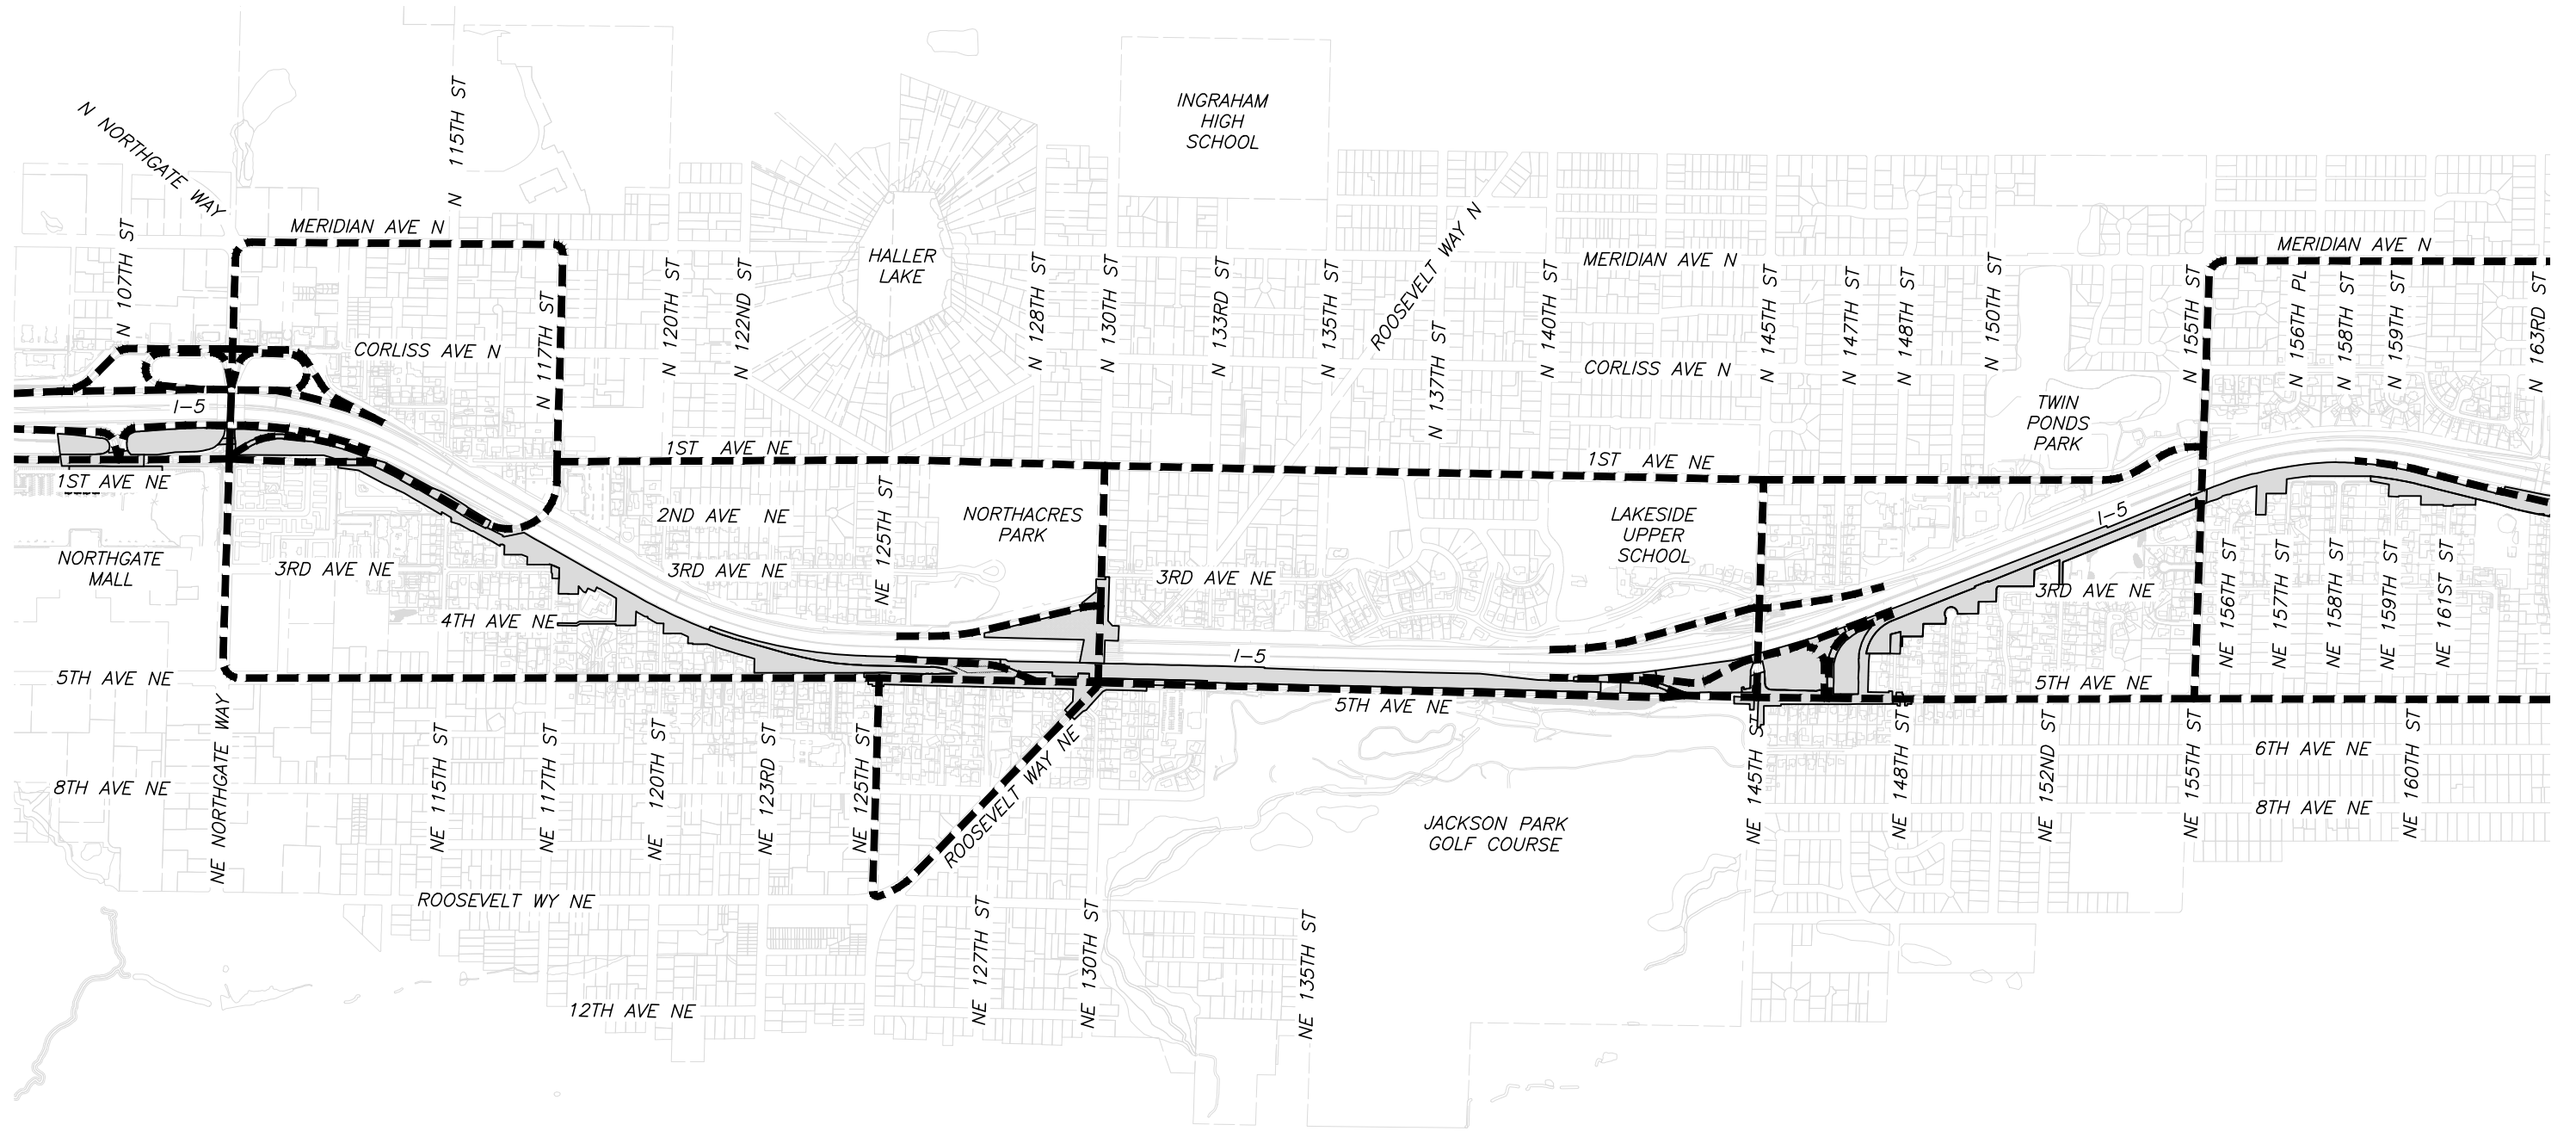 N NORTHGATE WAY
N 115TH ST
INGRAHAM
HIGH
SCHOOL
N 107TH ST
MERIDIAN AVE N
CORLISS AVE N
N 117TH ST
N 120TH ST
N 122ND ST
HALLER
LAKE
N 128TH ST
N 130TH ST
N 133RD ST
N 135TH ST
ROOSEVELT WAY N
N 137TH ST
N 140TH ST
MERIDIAN AVE N
CORLISS AVE N
N 145TH ST
N 147TH ST
N 148TH ST
N 150TH ST
TWIN
PONDS
PARK
N 155TH ST
MERIDIAN AVE N
N 156TH PL
N 158TH ST
N 159TH ST
N 163RD ST
I-5
1ST AVE NE
1ST AVE NE
1ST AVE NE
NORTHGATE
MALL
3RD AVE NE
4TH AVE NE
2ND AVE NE
3RD AVE NE
NE 125TH ST
NORTHACRES
PARK
3RD AVE NE
LAKESIDE
UPPER
SCHOOL
I-5
I-5
3RD AVE NE
NE 156TH ST
NE 157TH ST
NE 158TH ST
NE 159TH ST
NE 161ST ST
5TH AVE NE
5TH AVE NE
5TH AVE NE
8TH AVE NE
NE NORTHGATE WAY
NE 115TH ST
NE 117TH ST
NE 120TH ST
NE 123RD ST
NE 125TH ST
ROOSEVELT WAY NE
JACKSON PARK
GOLF COURSE
NE 145TH ST
NE 148TH ST
NE 152ND ST
NE 155TH ST
6TH AVE NE
8TH AVE NE
NE 160TH ST
ROOSEVELT WY NE
12TH AVE NE
NE 127TH ST
NE 130TH ST
NE 135TH ST